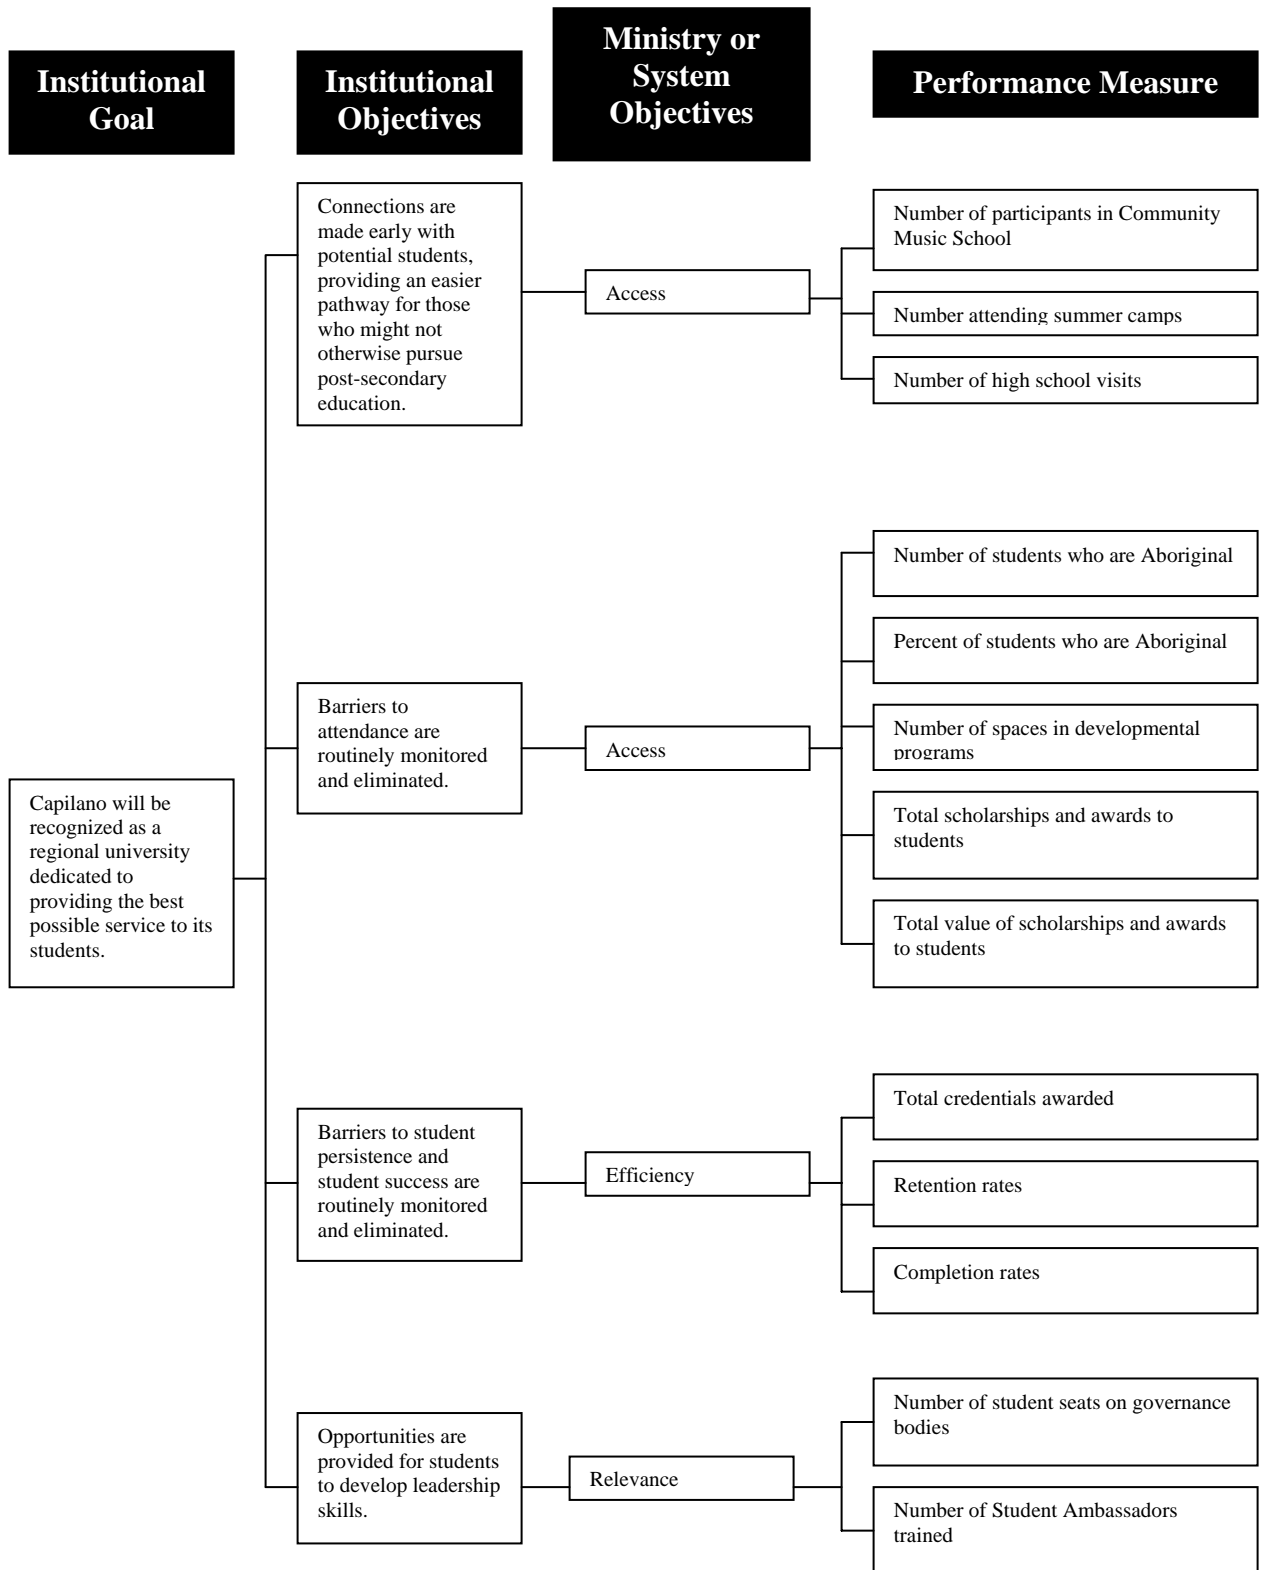 Institutional
Goal
Institutional
Objectives
Ministry or
System
Objectives
Performance Measure
Connections are
made early with
potential students,
providing an easier
pathway for those
who might not
otherwise pursue
post-secondary
education.
Access
Number of participants in Community
Music School
Number attending summer camps
Number of high school visits
Capilano will be
recognized as a
regional university
dedicated to
providing the best
possible service to its
students.
Barriers to
attendance are
routinely monitored
and eliminated.
Access
Number of students who are Aboriginal
Percent of students who are Aboriginal
Number of spaces in developmental
programs
Total scholarships and awards to
students
Total value of scholarships and awards
to students
Barriers to student
persistence and
student success are
routinely monitored
and eliminated.
Efficiency
Total credentials awarded
Retention rates
Completion rates
Opportunities are
provided for students
to develop leadership
skills.
Relevance
Number of student seats on governance
bodies
Number of Student Ambassadors
trained